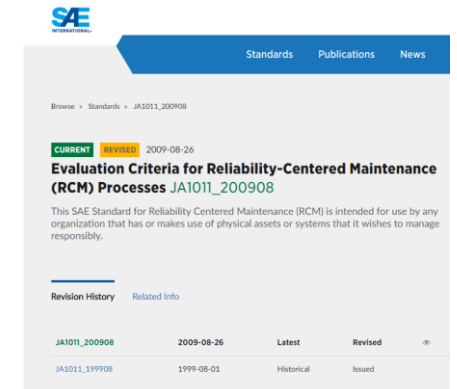 SAE
INTERNATIONAL®
Standards Publications News
Browse > Standards > JA1011_200908
CURRENT REVISED 2009-08-26
Evaluation Criteria for Reliability-Centered Maintenance
(RCM) Processes JA1011_200908
This SAE Standard for Reliability Centered Maintenance (RCM) is intended for use by any
organization that has or makes use of physical assets or systems that it wishes to manage
responsibly.
Revision History Related Info
JA1011_200908 2009-08-26 Latest Revised
JA1011_199908 1999-08-01 Historical Issued